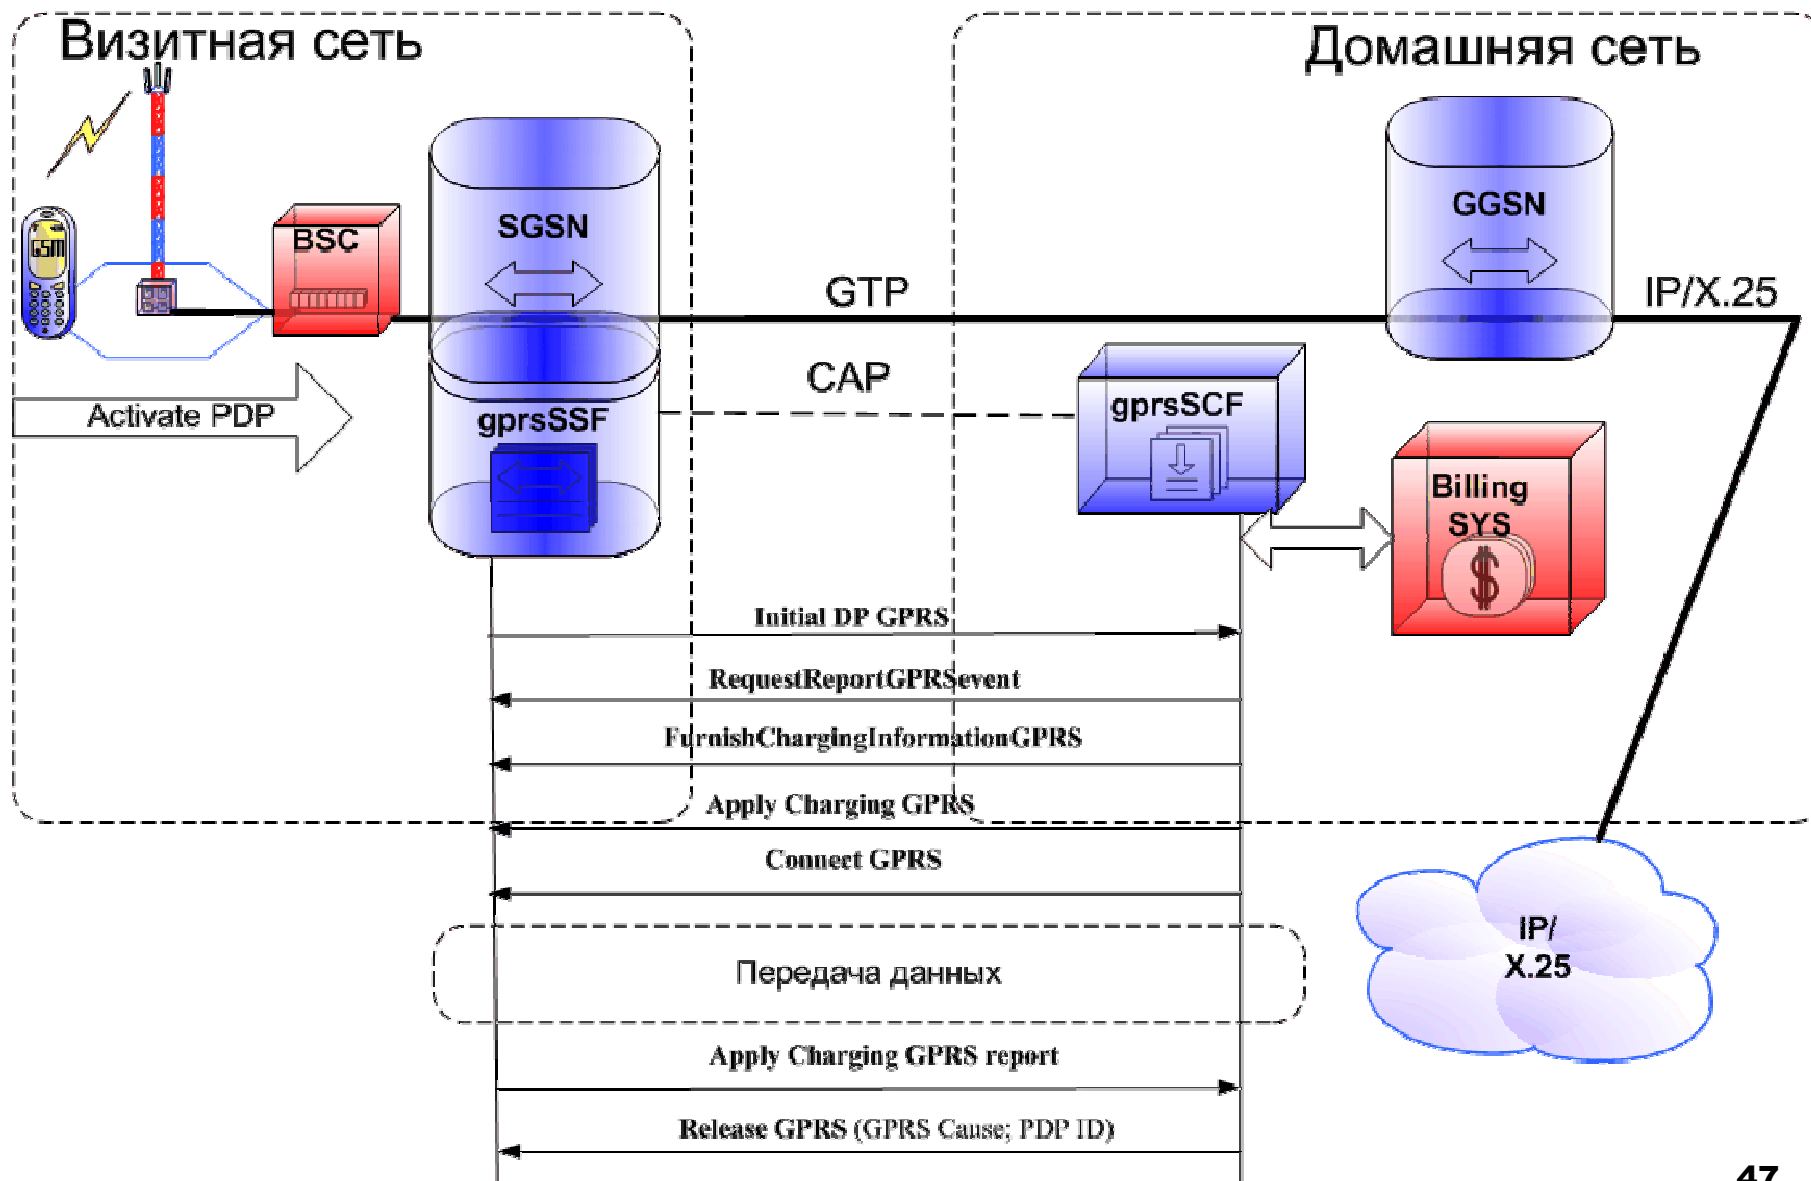 Визитная сеть
Домашняя сеть
GSM
BSC
SGSN
GGSN
GTP
IP/X.25
CAP
Activate PDP
gprsSSF
gprsSCF
Billing
SYS
$
Initial DP GPRS
RequestReportGPRSevent
FurnishChargingInformationGPRS
Apply Charging GPRS
Connect GPRS
IP/
X.25
Передача данных
Apply Charging GPRS report
Release GPRS (GPRS Cause; PDP ID)
47